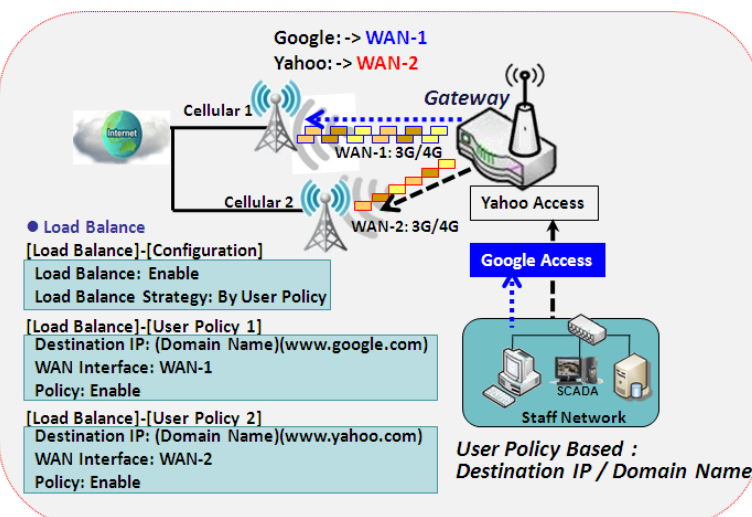 Google: -> WAN-1
Yahoo: -> WAN-2
Gateway
Cellular 1
Internet
WAN-1: 3G/4G
Cellular 2
WAN-2: 3G/4G
Yahoo Access
Google Access
● Load Balance
[Load Balance]-[Configuration]
Load Balance: Enable
Load Balance Strategy: By User Policy
[Load Balance]-[User Policy 1]
Destination IP: (Domain Name)(www.google.com)
WAN Interface: WAN-1
Policy: Enable
[Load Balance]-[User Policy 2]
Destination IP: (Domain Name)(www.yahoo.com)
WAN Interface: WAN-2
Policy: Enable
SCADA
Staff Network
User Policy Based :
Destination IP / Domain Name